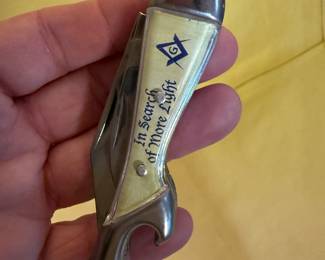 G
In Search
of More Light